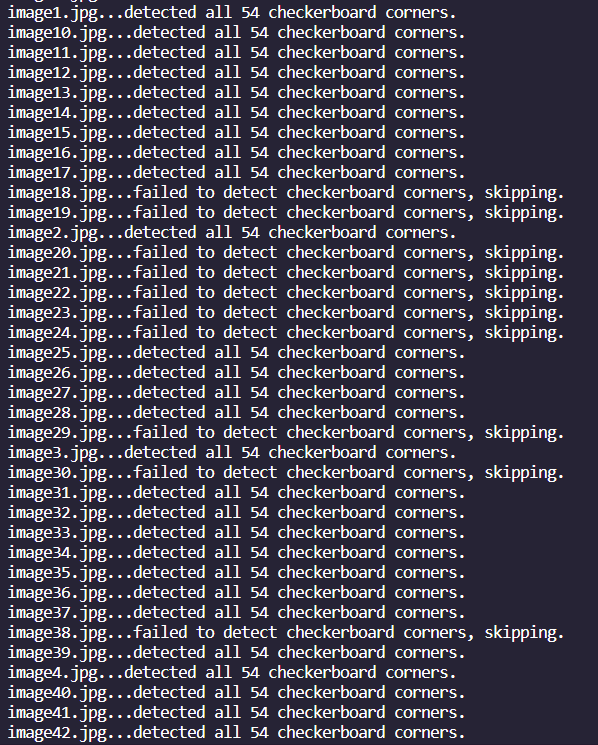 image1.jpg...detected all 54 checkerboard corners.
image10.jpg...detected all 54 checkerboard corners.
image11.jpg...detected all 54 checkerboard corners.
image12.jpg...detected all 54 checkerboard corners.
image13.jpg...detected all 54 checkerboard corners.
image14.jpg...detected all 54 checkerboard corners.
image15.jpg...detected all 54 checkerboard corners.
image16.jpg...detected all 54 checkerboard corners.
image17.jpg...detected all 54 checkerboard corners.
image18.jpg...failed to detect checkerboard corners, skipping.
image19.jpg...failed to detect checkerboard corners, skipping.
image2.jpg...detected all 54 checkerboard corners.
image20.jpg...failed to detect checkerboard corners, skipping.
image21.jpg...failed to detect checkerboard corners, skipping.
image22.jpg...failed to detect checkerboard corners, skipping.
image23.jpg...failed to detect checkerboard corners, skipping.
image24.jpg...failed to detect checkerboard corners, skipping.
image25.jpg...detected all 54 checkerboard corners.
image26.jpg...detected all 54 checkerboard corners.
image27.jpg...detected all 54 checkerboard corners.
image28.jpg...detected all 54 checkerboard corners.
image29.jpg...failed to detect checkerboard corners, skipping.
image3.jpg...detected all 54 checkerboard corners.
image30.jpg...failed to detect checkerboard corners, skipping.
image31.jpg...detected all 54 checkerboard corners.
image32.jpg...detected all 54 checkerboard corners.
image33.jpg...detected all 54 checkerboard corners.
image34.jpg...detected all 54 checkerboard corners.
image35.jpg...detected all 54 checkerboard corners.
image36.jpg...detected all 54 checkerboard corners.
image37.jpg...detected all 54 checkerboard corners.
image38.jpg...failed to detect checkerboard corners, skipping.
image39.jpg...detected all 54 checkerboard corners.
image4.jpg...detected all 54 checkerboard corners.
image40.jpg...detected all 54 checkerboard corners.
image41.jpg...detected all 54 checkerboard corners.
image42.jpg...detected all 54 checkerboard corners.